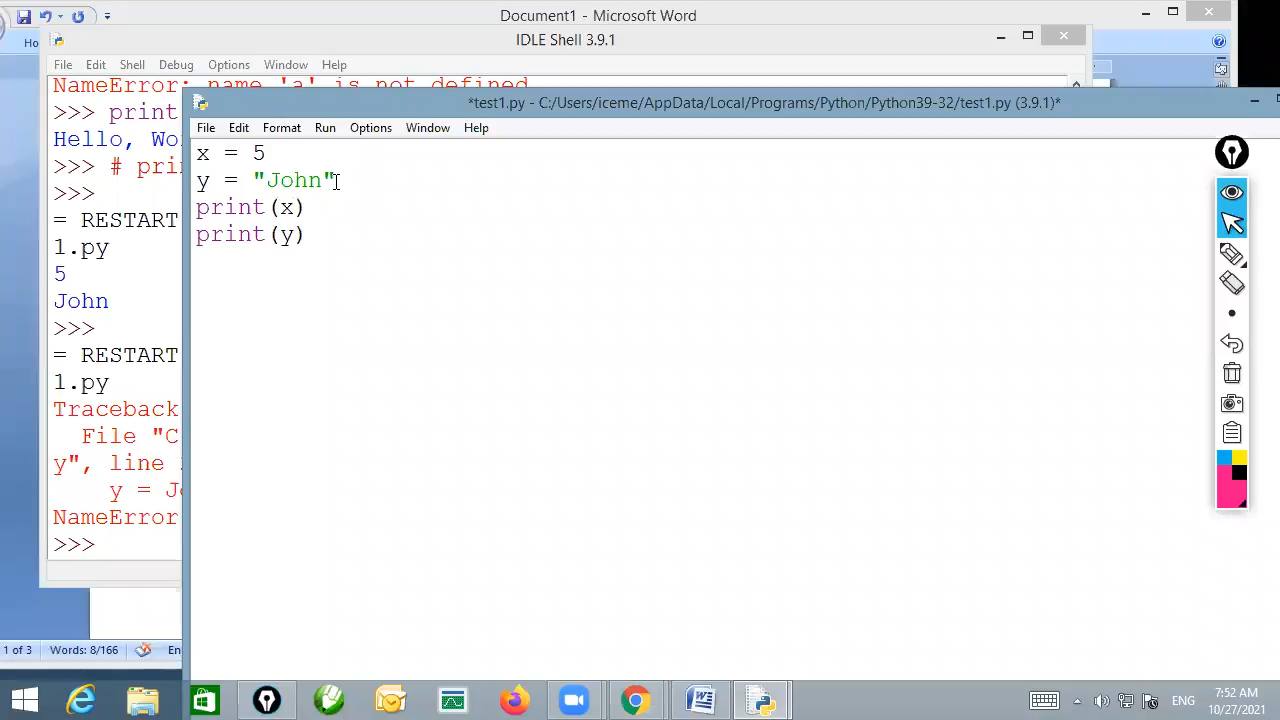 Document1 - Microsoft Word
IDLE Shell 3.9.1
File Edit Shell Debug Options Window Help
NameError: name 'a' is not defined
>>> print
Hello, Wo
>>> # prin
>>>
= RESTART
1.py
5
John
>>>
= RESTART
1.py
Traceback
File "C
y", line
y = Jo
NameError
>>>
*test1.py - C:/Users/iceme/AppData/Local/Programs/Python/Python39-32/test1.py (3.9.1)*
File Edit Format Run Options Window Help
x = 5
y = "John"
print(x)
print(y)
Ho
1 of 3 Words: 8/166 En
ENG 7:52 AM
10/27/2021